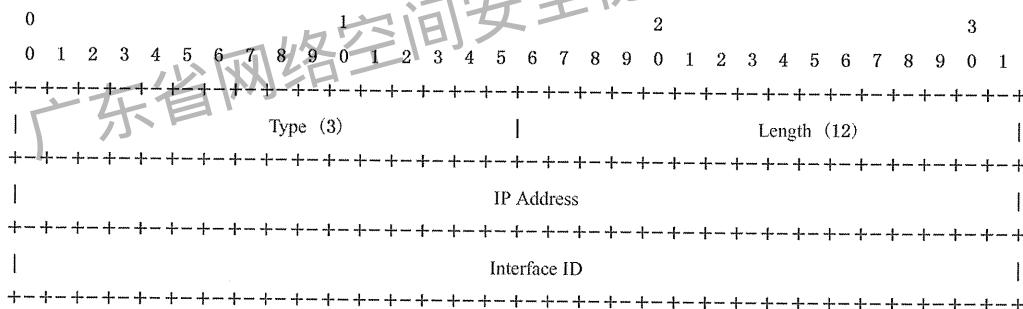 广东省网络空间安全
0 1 2 3
0 1 2 3 4 5 6 7 8 9 0 1 2 3 4 5 6 7 8 9 0 1 2 3 4 5 6 7 8 9 0 1
+-+-+-+-+-+-+-+-+-+-+-+-+-+-+-+-+-+-+-+-+-+-+-+-+-+-+-+-+-+-+-+-+
| Type (3) | Length (12) |
+-+-+-+-+-+-+-+-+-+-+-+-+-+-+-+-+-+-+-+-+-+-+-+-+-+-+-+-+-+-+-+-+
| IP Address |
+-+-+-+-+-+-+-+-+-+-+-+-+-+-+-+-+-+-+-+-+-+-+-+-+-+-+-+-+-+-+-+-+
| Interface ID |
+-+-+-+-+-+-+-+-+-+-+-+-+-+-+-+-+-+-+-+-+-+-+-+-+-+-+-+-+-+-+-+-+